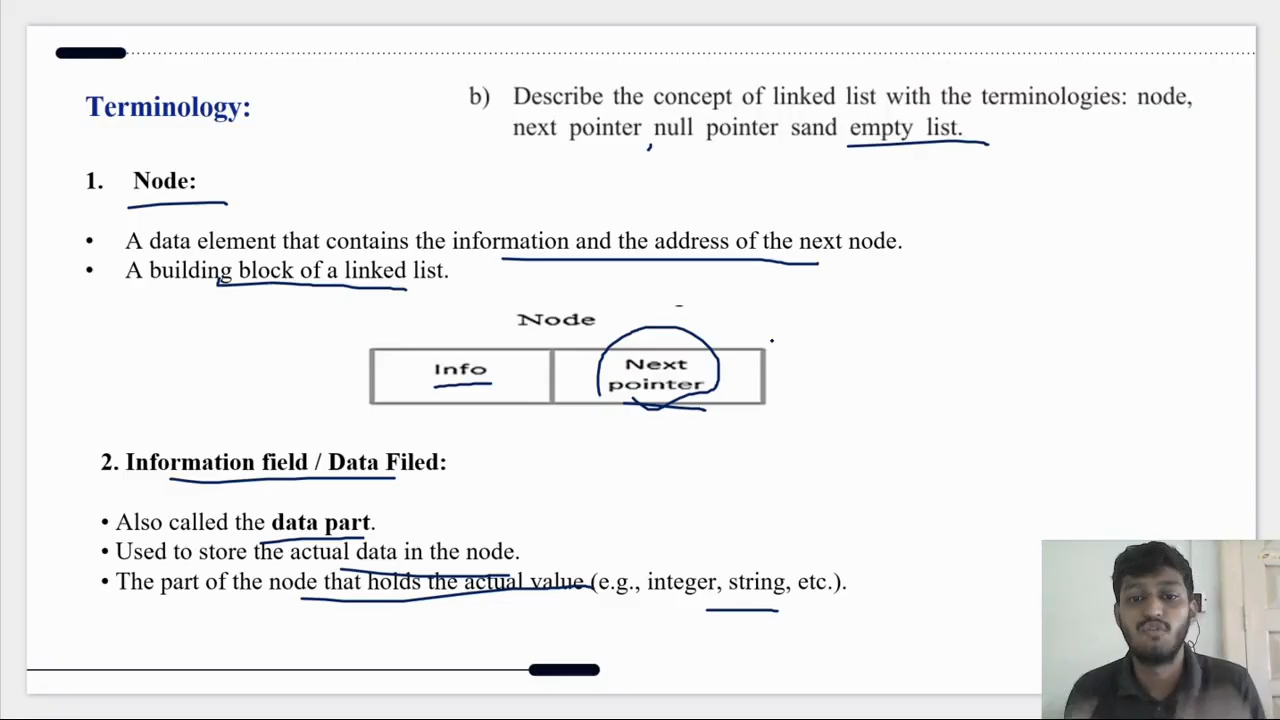 Terminology:
b) Describe the concept of linked list with the terminologies: node,
next pointer ,null pointer sand empty list.
1. Node:
• A data element that contains the information and the address of the next node.
• A building block of a linked list.
Node
Info
Next
pointer
2. Information field / Data Filed:
• Also called the data part.
• Used to store the actual data in the node.
• The part of the node that holds the actual value (e.g., integer, string, etc.).